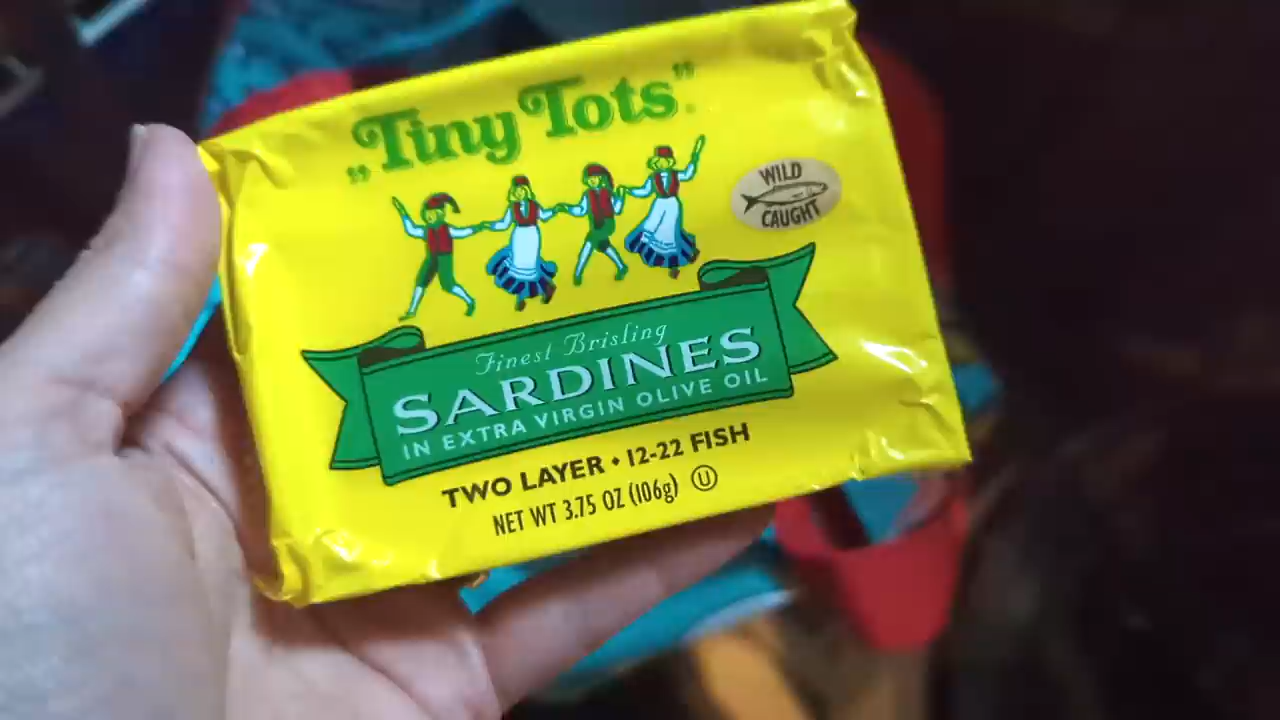 „Tiny Tots”
WILD
CAUGHT
Finest Brisling
SARDINES
IN EXTRA VIRGIN OLIVE OIL
TWO LAYER • 12-22 FISH
NET WT 3.75 OZ (106g) Ⓤ